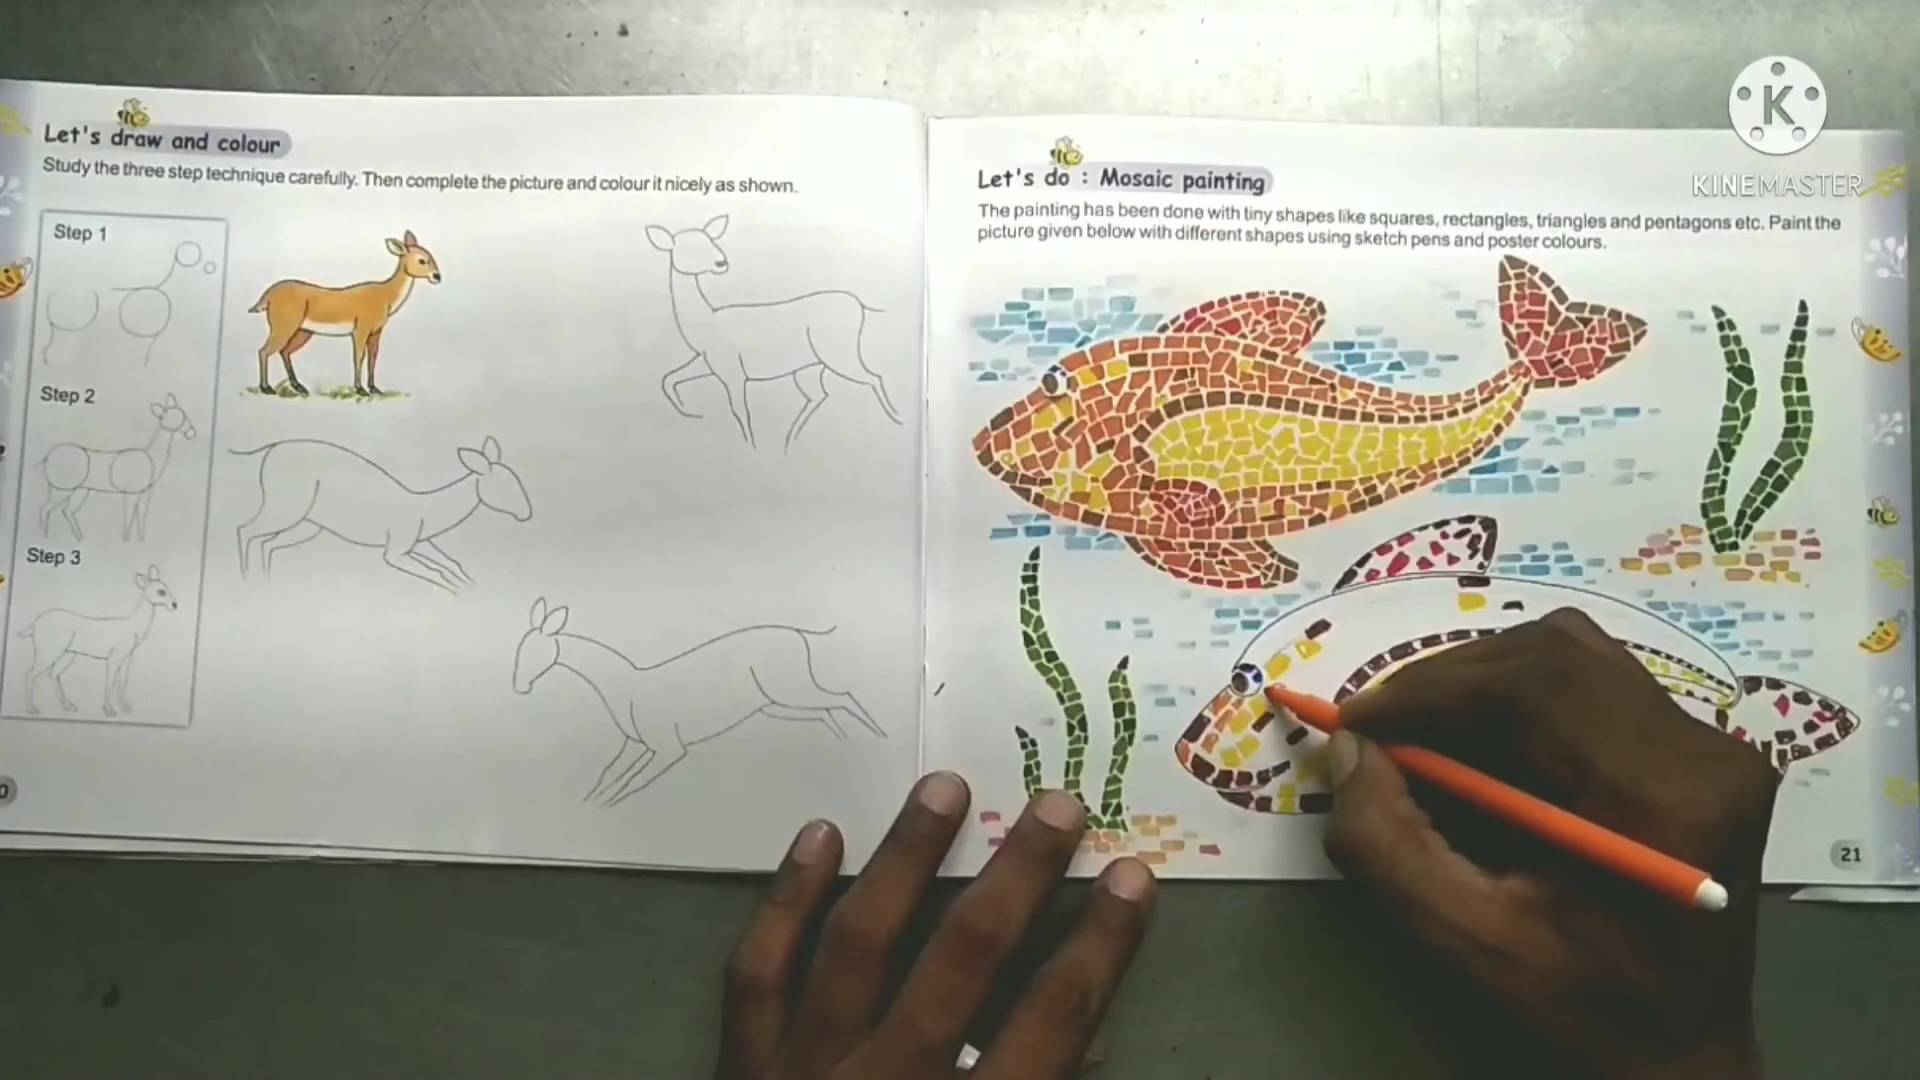 Let's draw and colour
Study the three step technique carefully. Then complete the picture and colour it nicely as shown.
Step 1
Step 2
Step 3
Let's do : Mosaic painting
The painting has been done with tiny shapes like squares, rectangles, triangles and pentagons etc. Paint the
picture given below with different shapes using sketch pens and poster colours.
21
K
KINEMASTER